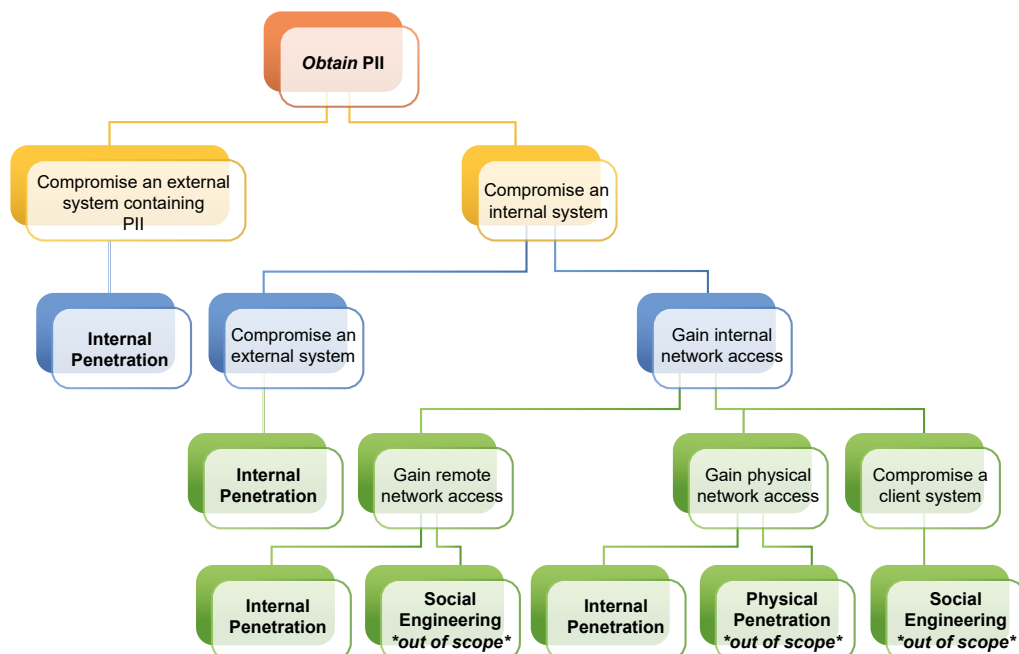 Obtain PII
Compromise an external
system containing
PII
Compromise an
internal system
Internal
Penetration
Compromise an
external system
Gain internal
network access
Internal
Penetration
Gain remote
network access
Gain physical
network access
Compromise a
client system
Internal
Penetration
Social
Engineering
*out of scope*
Internal
Penetration
Physical
Penetration
*out of scope*
Social
Engineering
*out of scope*